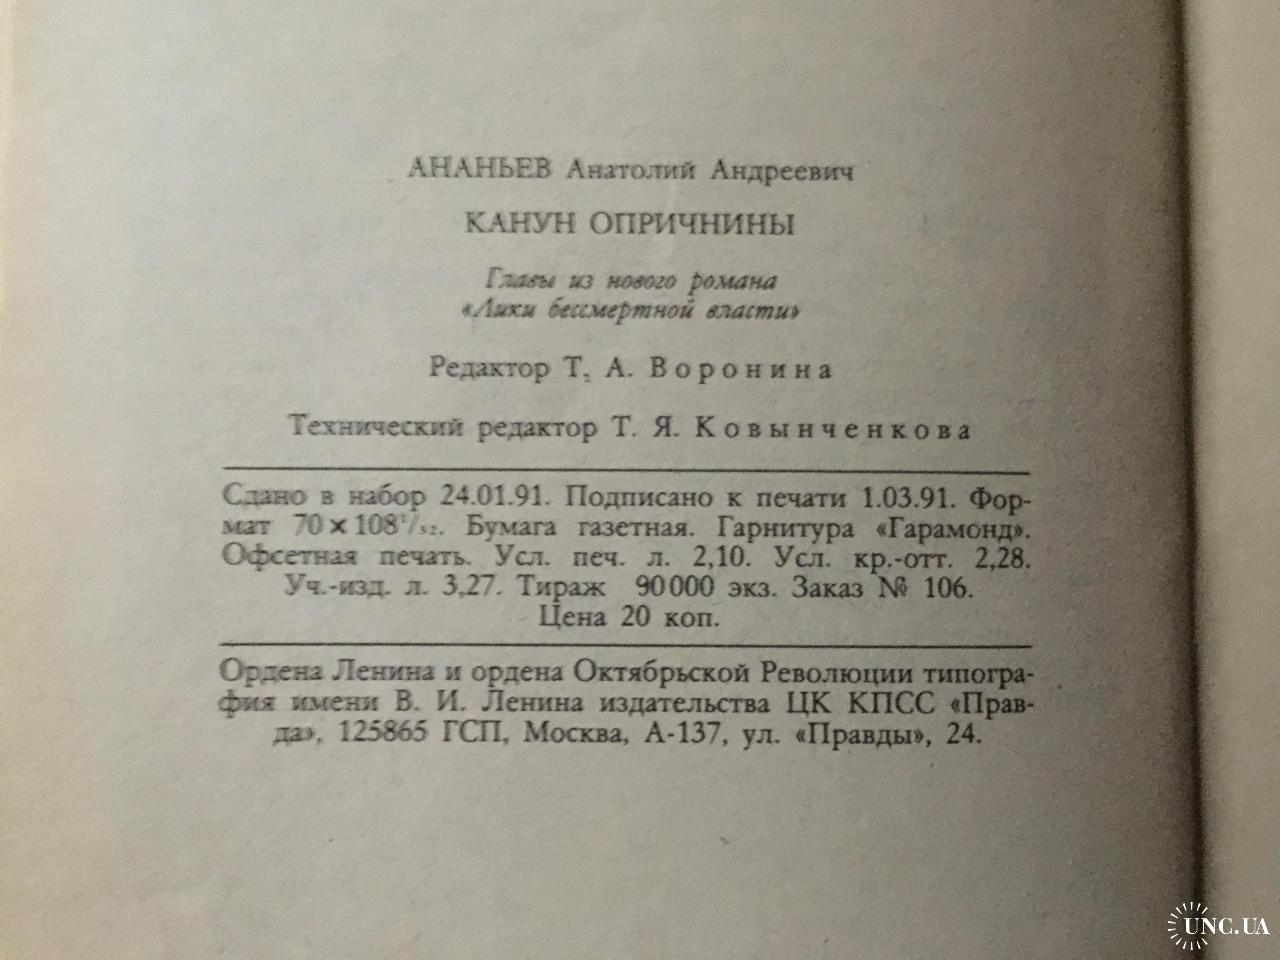 АНАНЬЕВ Анатолий Андреевич
КАНУН ОПРИЧНИНЫ
Главы из нового романа
«Лики бессмертной власти»
Редактор Т. А. Воронина
Технический редактор Т. Я. Ковынченкова
Сдано в набор 24.01.91. Подписано к печати 1.03.91. Фор-
мат 70×108¹/₃₂. Бумага газетная. Гарнитура «Гарамонд».
Офсетная печать. Усл. печ. л. 2,10. Усл. кр.-отт. 2,28.
Уч.-изд. л. 3,27. Тираж 90000 экз. Заказ № 106.
Цена 20 коп.
Ордена Ленина и ордена Октябрьской Революции типогра-
фия имени В. И. Ленина издательства ЦК КПСС «Прав-
да», 125865 ГСП, Москва, А-137, ул. «Правды», 24.
UNC.UA